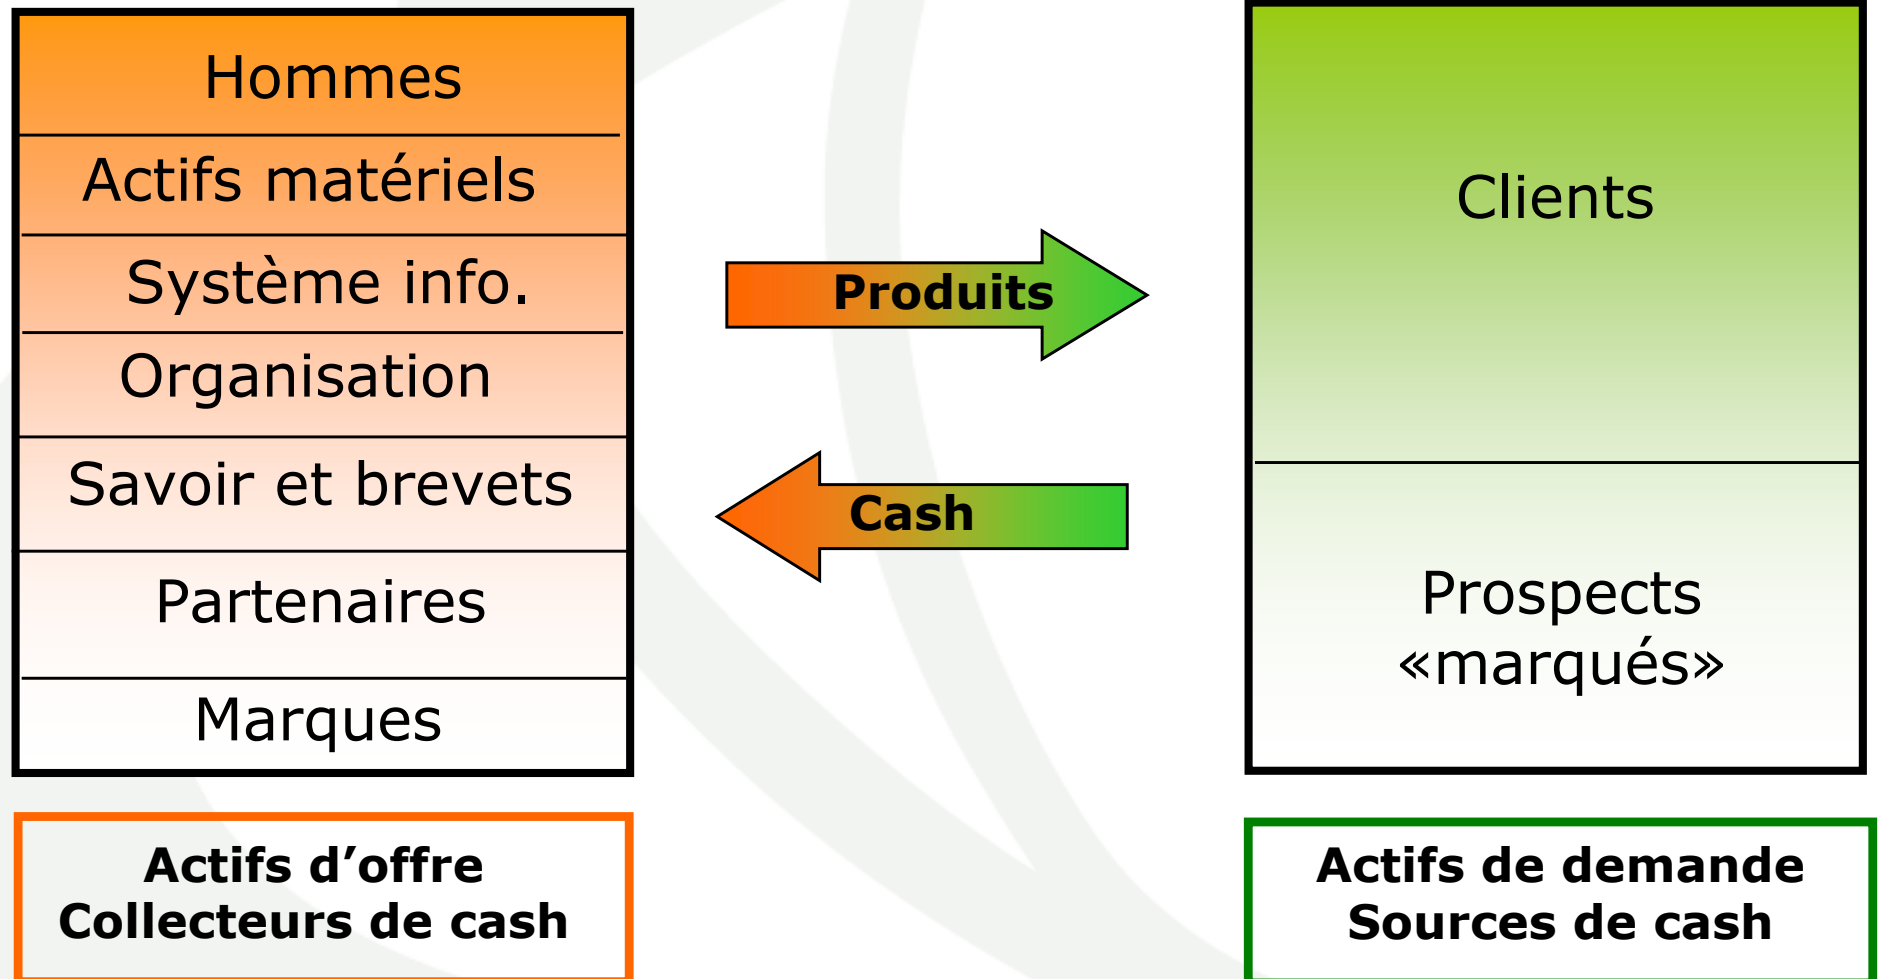 Hommes
Actifs matériels
Système info.
Organisation
Savoir et brevets
Partenaires
Marques
Actifs d’offre
Collecteurs de cash
Produits
Cash
Clients
Prospects
«marqués»
Actifs de demande
Sources de cash